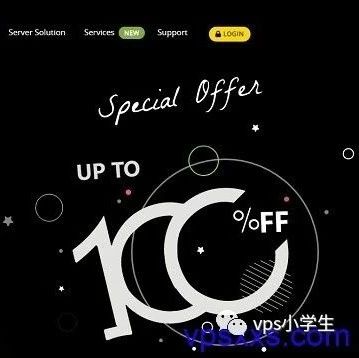 Server Solution Services NEW Support LOGIN
Special Offer
UP TO
100
%FF
vps小学生
vpsxxs.com